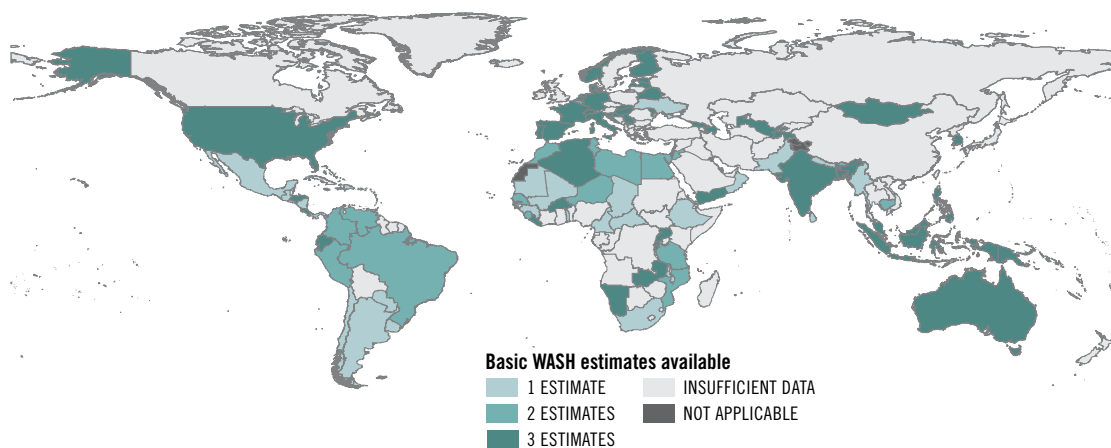 Basic WASH estimates available
1 ESTIMATE
2 ESTIMATES
3 ESTIMATES
INSUFFICIENT DATA
NOT APPLICABLE